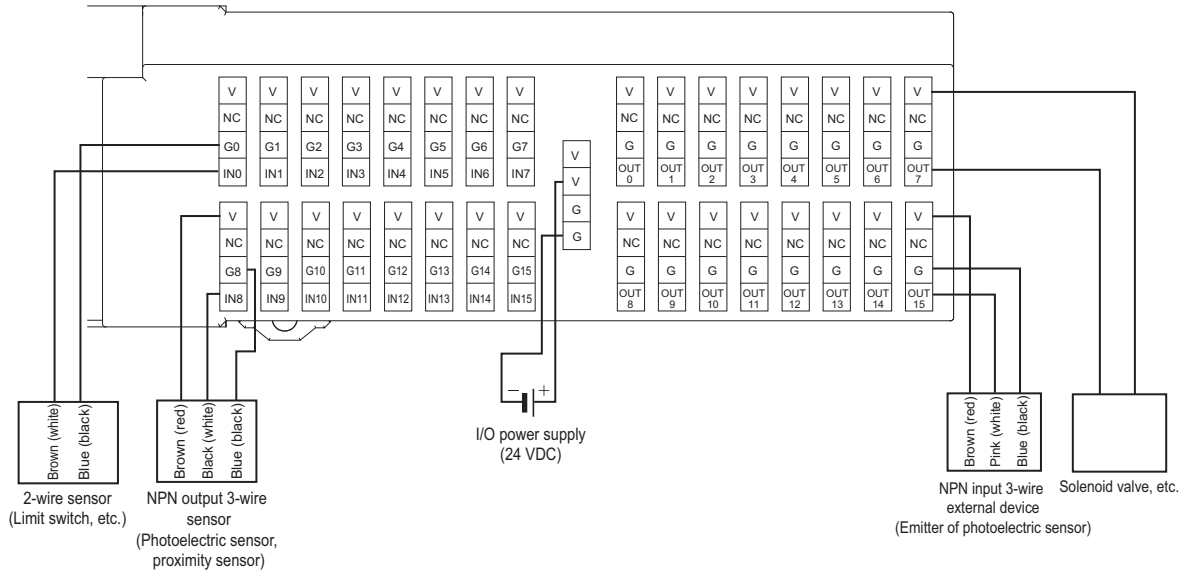 V V V V V V V V
NC NC NC NC NC NC NC NC
G0 G1 G2 G3 G4 G5 G6 G7
IN0 IN1 IN2 IN3 IN4 IN5 IN6 IN7
V NC G8 IN8
V NC G9 IN9
V NC G10 IN10
V NC G11 IN11
V NC G12 IN12
V NC G13 IN13
V NC G14 IN14
V NC G15 IN15
V
V
G
G
V V V V V V V V
NC NC NC NC NC NC NC NC
G G G G G G G G
OUT OUT OUT OUT OUT OUT OUT OUT
0 1 2 3 4 5 6 7
V V V V V V V V
NC NC NC NC NC NC NC NC
G G G G G G G G
OUT OUT OUT OUT OUT OUT OUT OUT
8 9 10 11 12 13 14 15
Brown (white)
Blue (black)
2-wire sensor
(Limit switch, etc.)
Brown (red)
Black (white)
Blue (black)
NPN output 3-wire
sensor
(Photoelectric sensor,
proximity sensor)
− +
I/O power supply
(24 VDC)
Brown (red)
Pink (white)
Blue (black)
NPN input 3-wire
external device
(Emitter of photoelectric sensor)
Solenoid valve, etc.